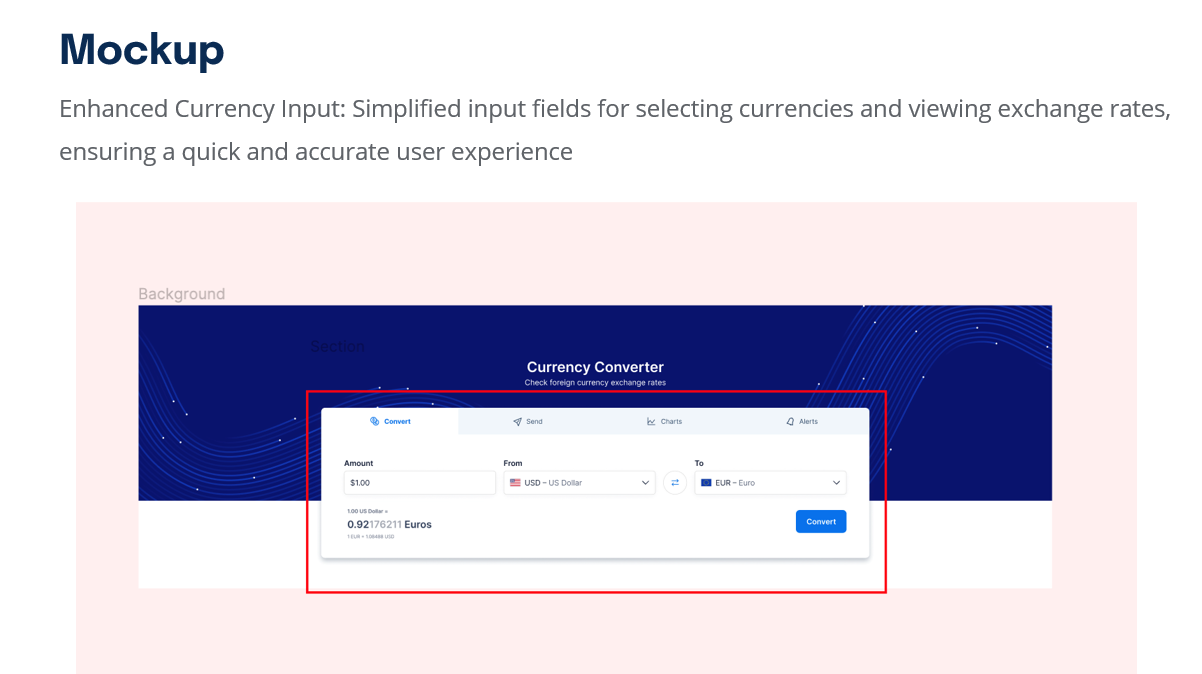 Mockup
Enhanced Currency Input: Simplified input fields for selecting currencies and viewing exchange rates,
ensuring a quick and accurate user experience
Background
Section
Currency Converter
Check foreign currency exchange rates
Convert Send Charts Alerts
Amount From To
$1.00 USD – US Dollar EUR – Euro
1.00 US Dollar =
0.92176211 Euros
Convert
1 EUR = 1.08488 USD